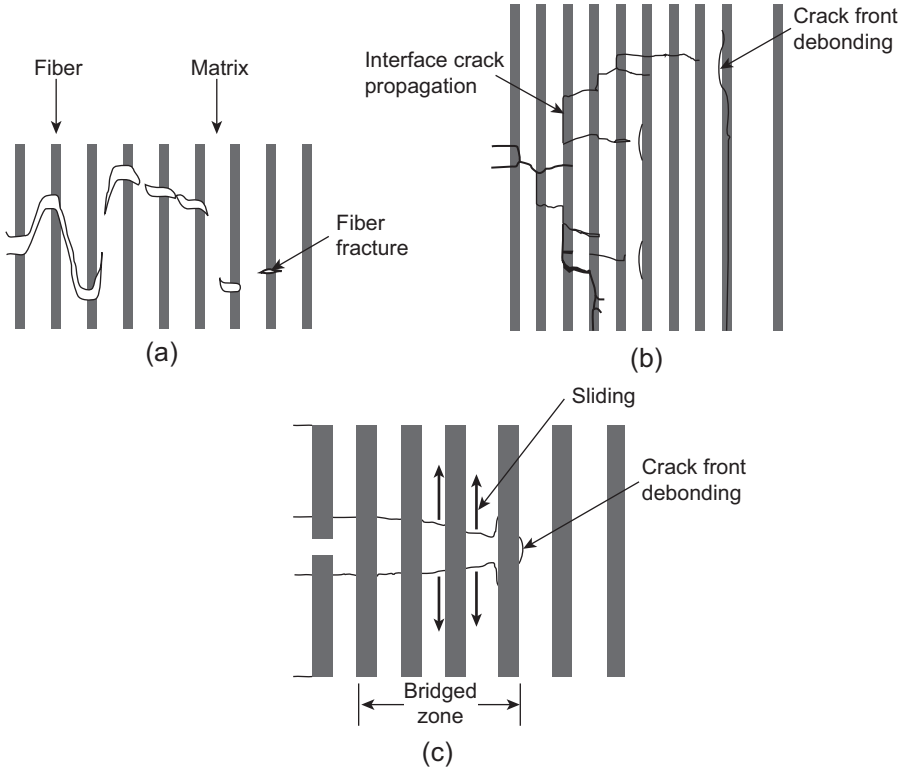 Fiber
Matrix
Fiber
fracture
(a)
Crack front
debonding
Interface crack
propagation
(b)
Sliding
Crack front
debonding
Bridged
zone
(c)